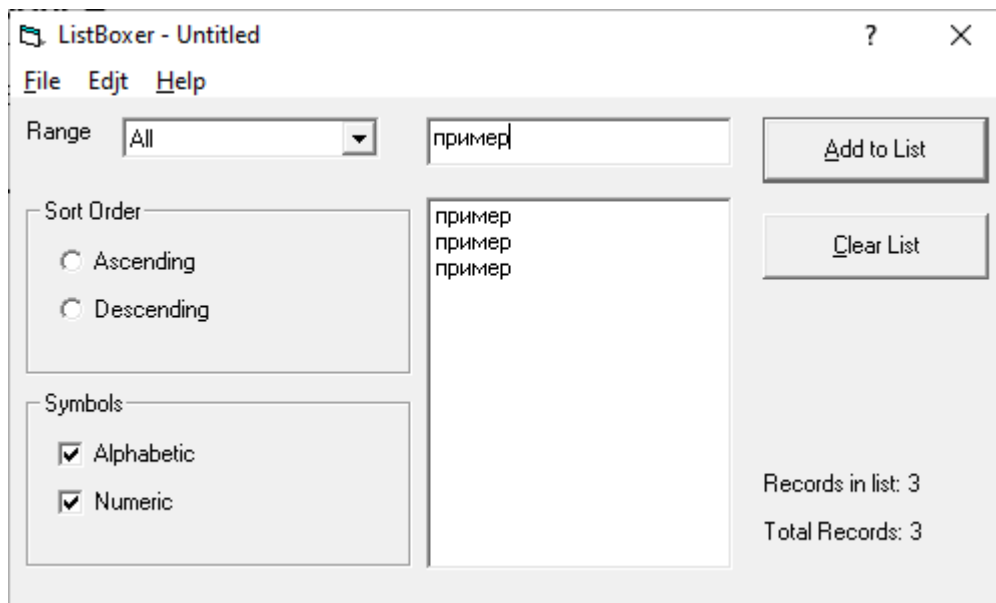 ListBoxer - Untitled
File Edjt Help
Range All пример Add to List
Sort Order
Ascending
Descending
пример
пример
пример
Clear List
Symbols
Alphabetic
Numeric
Records in list: 3
Total Records: 3